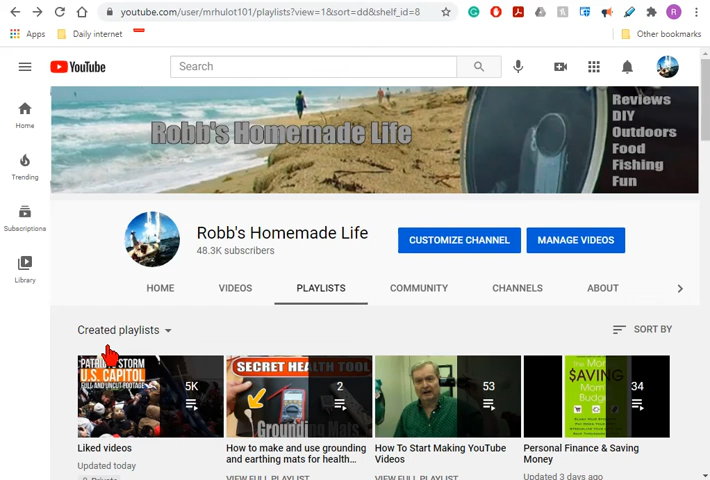 youtube.com/user/mrhulot101/playlists?view=1&sort=dd&shelf_id=8
R
Apps
Daily internet
Other bookmarks
YouTube
Search
Home
Trending
Subscriptions
Library
Robb's Homemade Life
Reviews
DIY
Outdoors
Food
Fishing
Fun
Robb's Homemade Life
48.3K subscribers
CUSTOMIZE CHANNEL
MANAGE VIDEOS
HOME
VIDEOS
PLAYLISTS
COMMUNITY
CHANNELS
ABOUT
Created playlists
SORT BY
PATRIOT STORM
U.S. CAPITOL
FULL AND UNCUT FOOTAGE
5K
Liked videos
Updated today
Private
SECRET HEALTH TOOL
Grounding Mats
2
How to make and use grounding
and earthing mats for health...
VIEW FULL PLAYLIST
53
How To Start Making YouTube
Videos
VIEW FULL PLAYLIST
$AVING
Mom
Budg
34
Personal Finance & Saving
Money
Updated 3 days ago